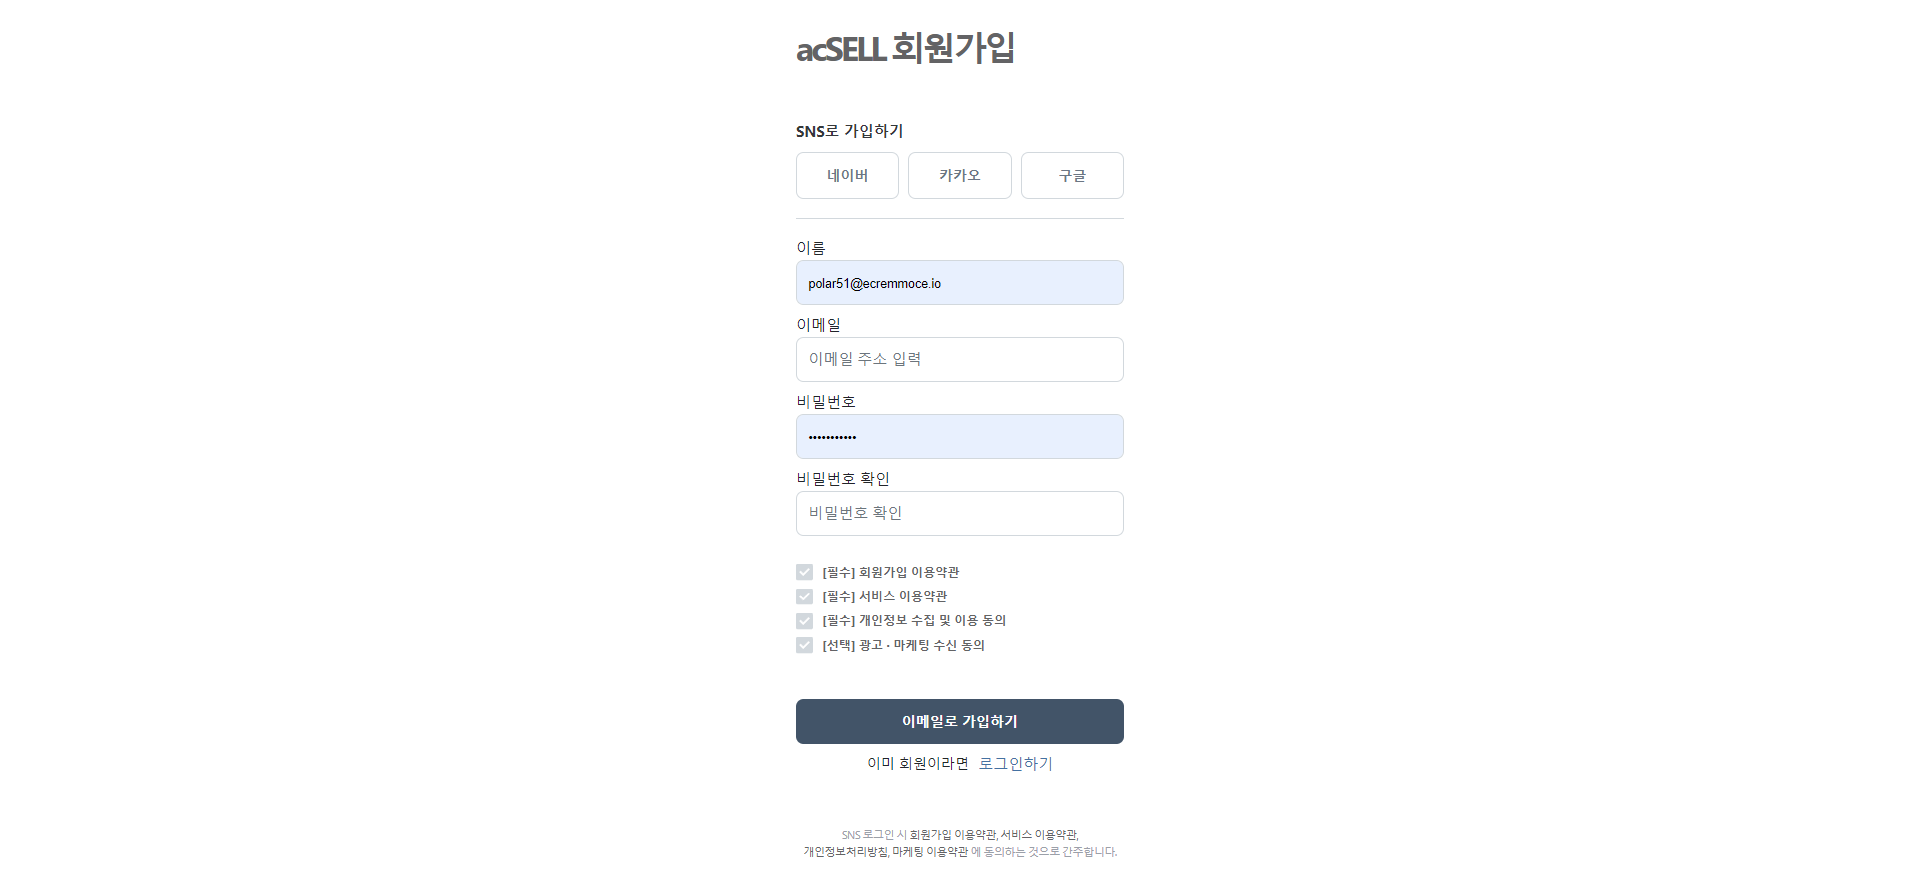 acSELL 회원가입
SNS로 가입하기
네이버
카카오
구글
이름
polar51@ecremmoce.io
이메일
이메일 주소 입력
비밀번호
•••••••••••
비밀번호 확인
비밀번호 확인
[필수] 회원가입 이용약관
[필수] 서비스 이용약관
[필수] 개인정보 수집 및 이용 동의
[선택] 광고 · 마케팅 수신 동의
이메일로 가입하기
이미 회원이라면 로그인하기
SNS 로그인 시 회원가입 이용약관, 서비스 이용약관,
개인정보처리방침, 마케팅 이용약관 에 동의하는 것으로 간주합니다.